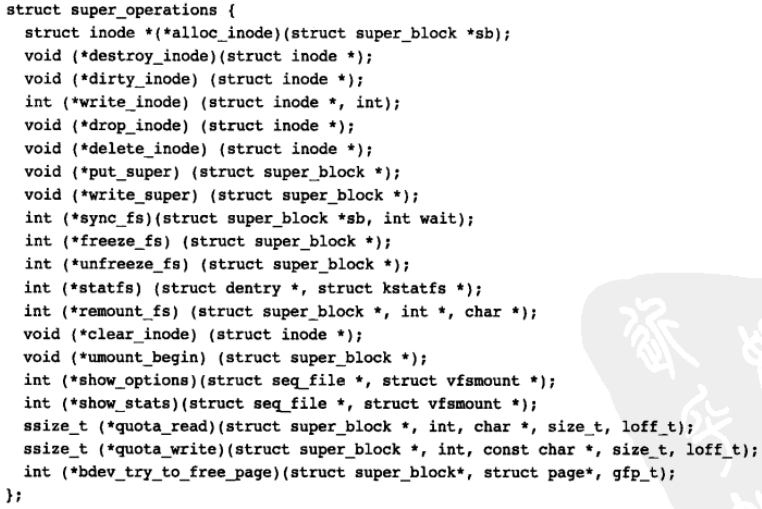 struct super_operations {
struct inode *(*alloc_inode)(struct super_block *sb);
void (*destroy_inode)(struct inode *);
void (*dirty_inode) (struct inode *);
int (*write_inode) (struct inode *, int);
void (*drop_inode) (struct inode *);
void (*delete_inode) (struct inode *);
void (*put_super) (struct super_block *);
void (*write_super) (struct super_block *);
int (*sync_fs)(struct super_block *sb, int wait);
int (*freeze_fs) (struct super_block *);
int (*unfreeze_fs) (struct super_block *);
int (*statfs) (struct dentry *, struct kstatfs *);
int (*remount_fs) (struct super_block *, int *, char *);
void (*clear_inode) (struct inode *);
void (*umount_begin) (struct super_block *);
int (*show_options)(struct seq_file *, struct vfsmount *);
int (*show_stats)(struct seq_file *, struct vfsmount *);
ssize_t (*quota_read)(struct super_block *, int, char *, size_t, loff_t);
ssize_t (*quota_write)(struct super_block *, int, const char *, size_t, loff_t);
int (*bdev_try_to_free_page)(struct super_block*, struct page*, gfp_t);
};